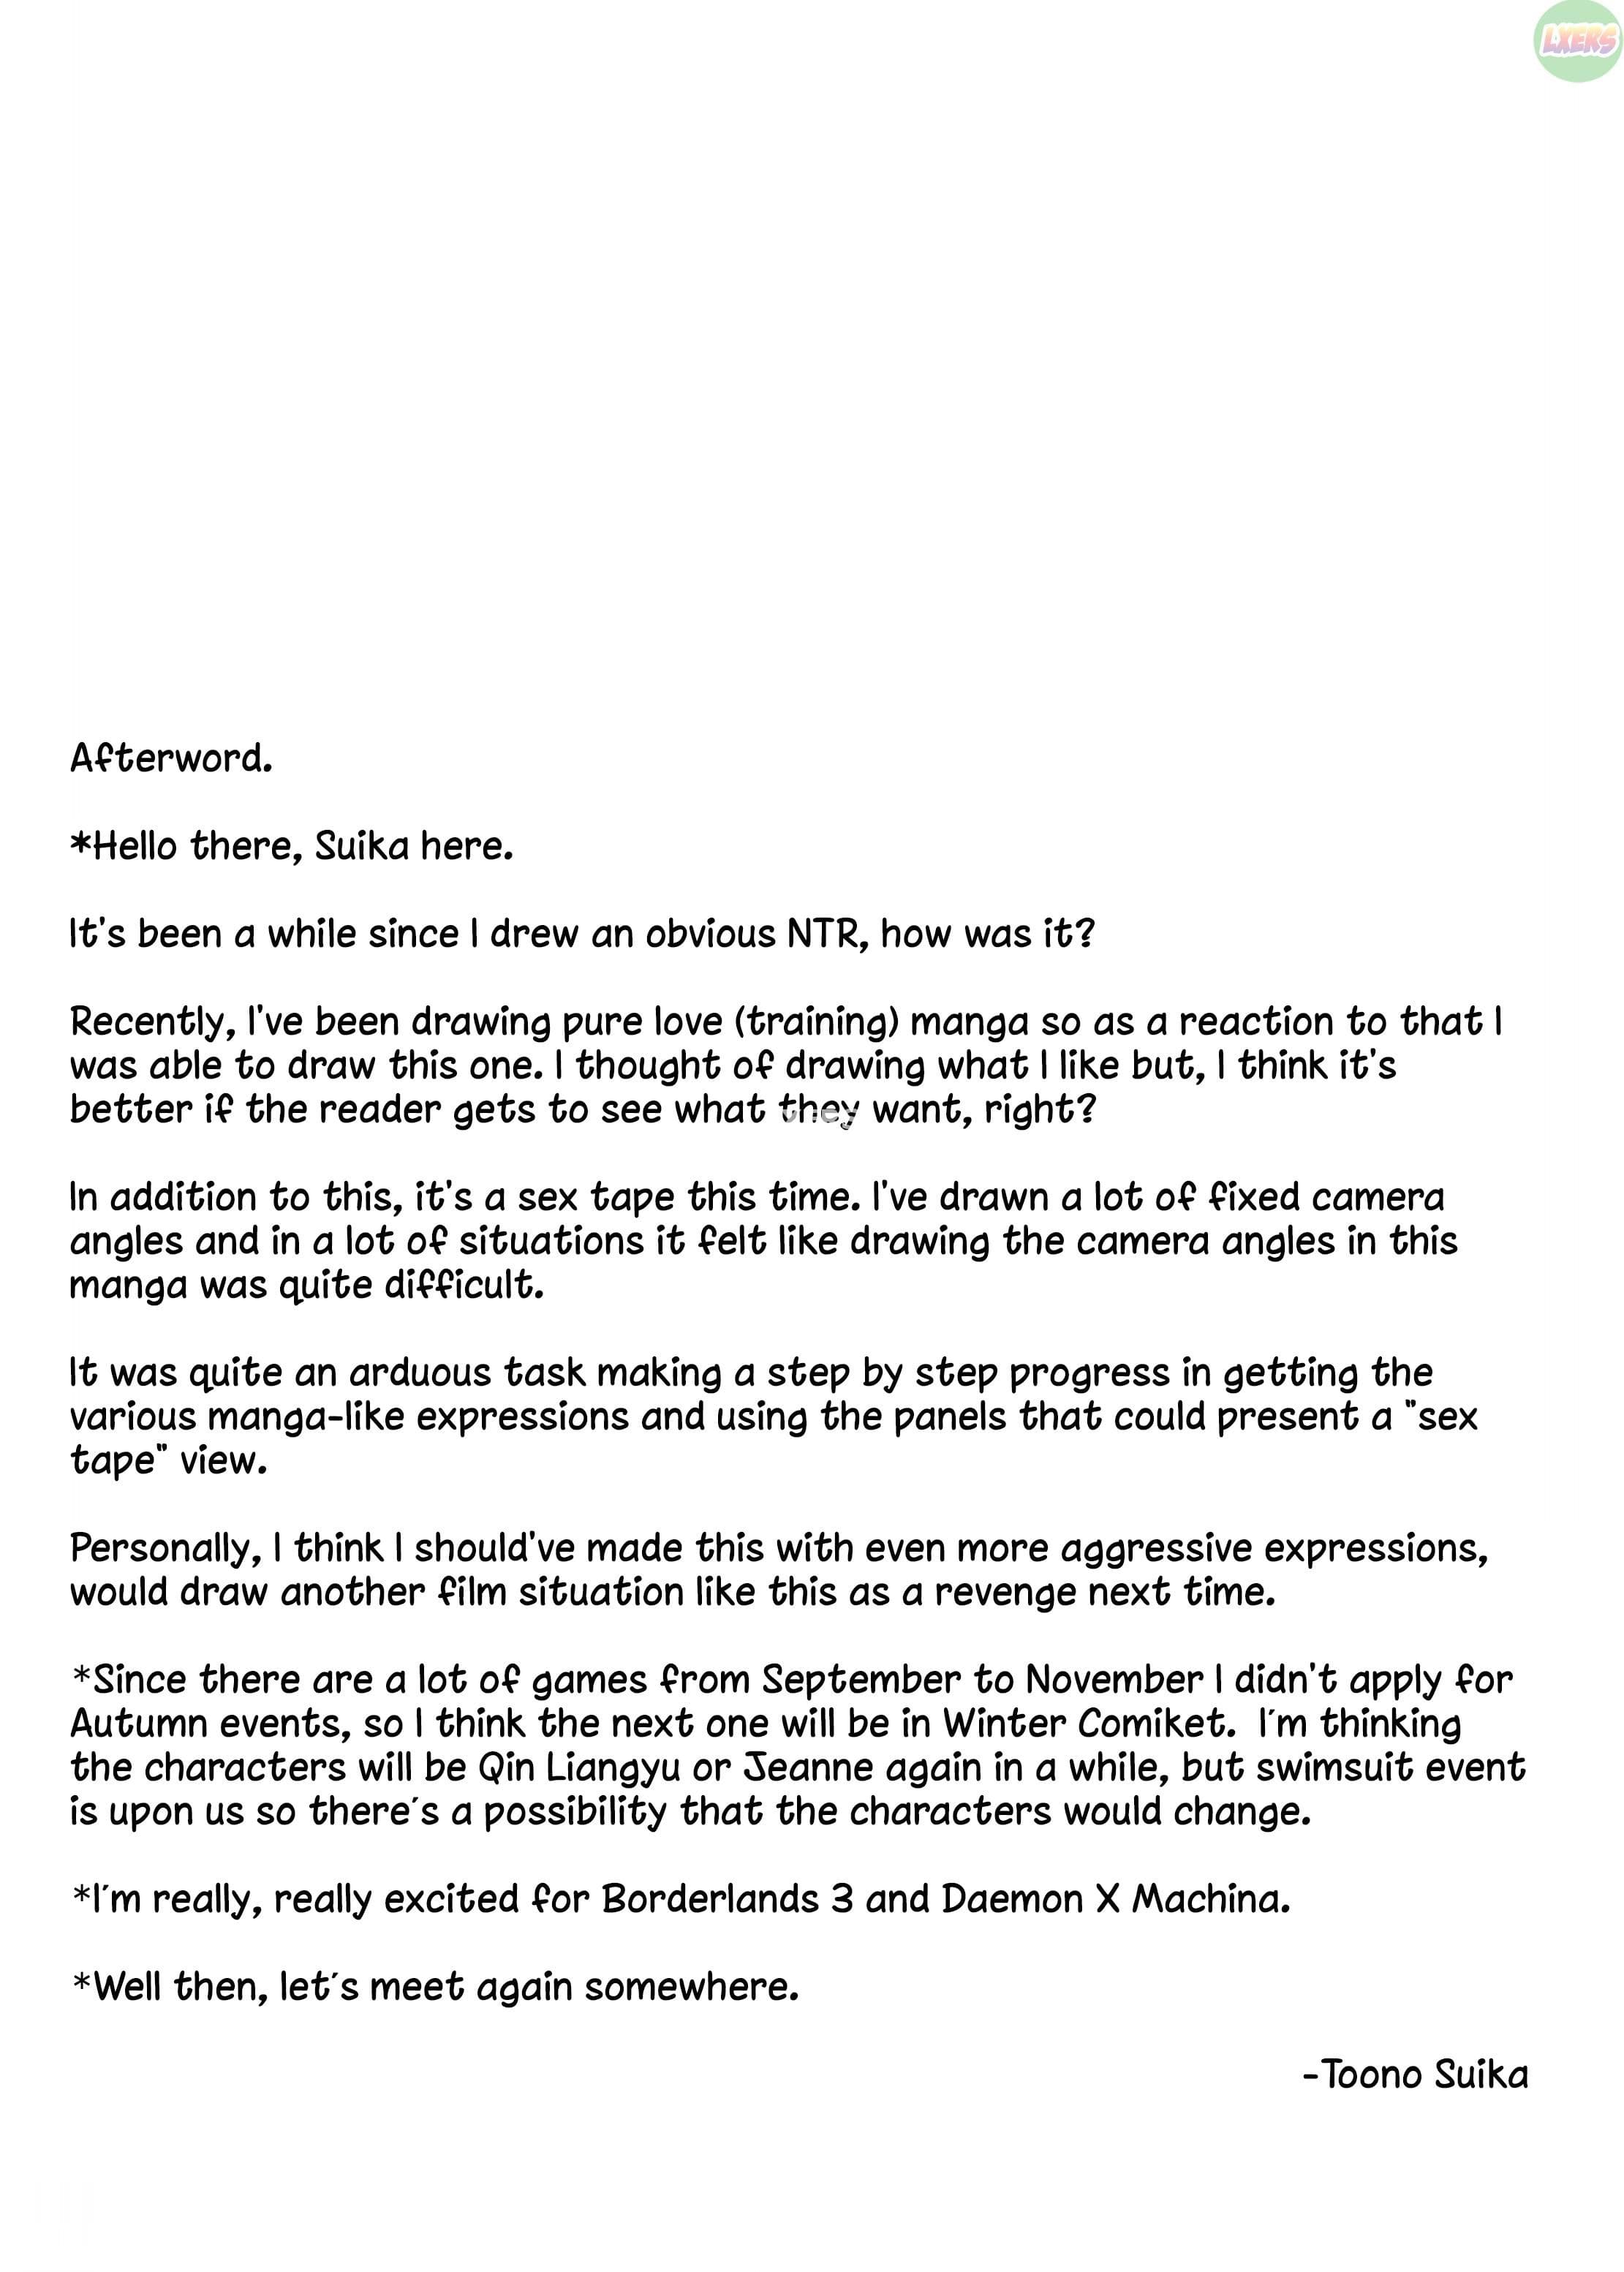 LXERS
Afterword.
*Hello there, Suika here.
It's been a while since I drew an obvious NTR, how was it?
Recently, I've been drawing pure love (training) manga so as a reaction to that I
was able to draw this one. I thought of drawing what I like but, I think it's
better if the reader gets to see what they want, right?
In addition to this, it's a sex tape this time. I've drawn a lot of fixed camera
angles and in a lot of situations it felt like drawing the camera angles in this
manga was quite difficult.
It was quite an arduous task making a step by step progress in getting the
various manga-like expressions and using the panels that could present a "sex
tape" view.
Personally, I think I should've made this with even more aggressive expressions,
would draw another film situation like this as a revenge next time.
*Since there are a lot of games from September to November I didn't apply for
Autumn events, so I think the next one will be in Winter Comiket.  I´m thinking
the characters will be Qin Liangyu or Jeanne again in a while, but swimsuit event
is upon us so there´s a possibility that the characters would change.
*I´m really, really excited for Borderlands 3 and Daemon X Machina.
*Well then, let´s meet again somewhere.
-Toono Suika